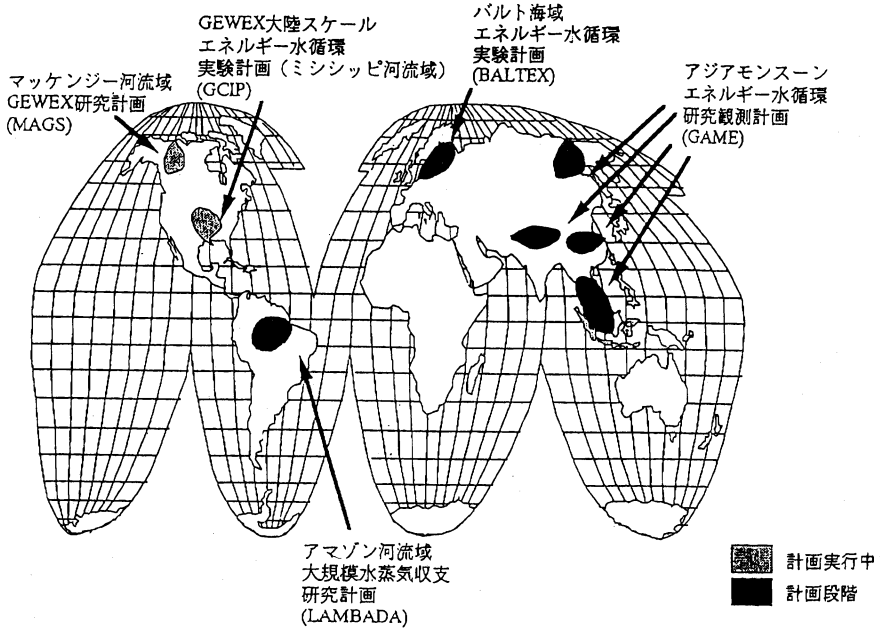 GEWEX大陸スケール
エネルギー水循環
実験計画（ミシシッピ河流域）
(GCIP)
バルト海域
エネルギー水循環
実験計画
(BALTEX)
マッケンジー河流域
GEWEX研究計画
(MAGS)
アジアモンスーン
エネルギー水循環
研究観測計画
(GAME)
アマゾン河流域
大規模水蒸気収支
研究計画
(LAMBADA)
計画実行中
計画段階